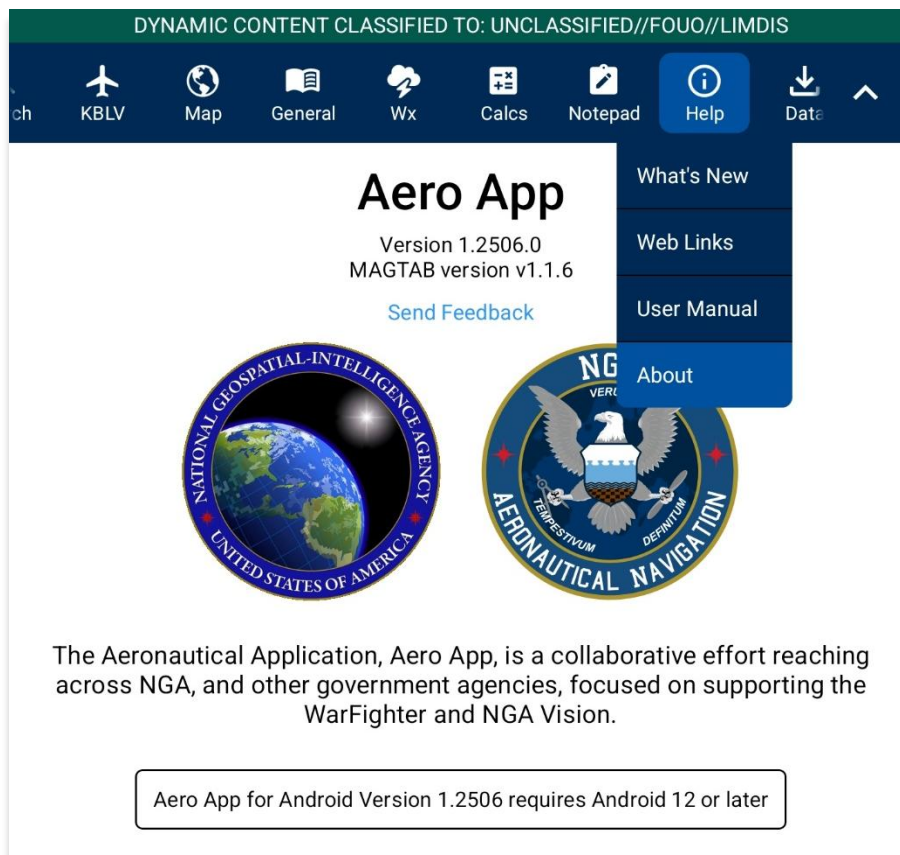 DYNAMIC CONTENT CLASSIFIED TO: UNCLASSIFIED//FOUO//LIMDIS
ch
KBLV
Map
General
Wx
Calcs
Notepad
Help
Data
What's New
Web Links
User Manual
About
Aero App
Version 1.2506.0
MAGTAB version v1.1.6
Send Feedback
NATIONAL GEOSPATIAL-INTELLIGENCE AGENCY
UNITED STATES OF AMERICA
NG
VER
TEMPESTIVUM
DEFINITUM
AERONAUTICAL NAVIGATION
The Aeronautical Application, Aero App, is a collaborative effort reaching
across NGA, and other government agencies, focused on supporting the
WarFighter and NGA Vision.
Aero App for Android Version 1.2506 requires Android 12 or later